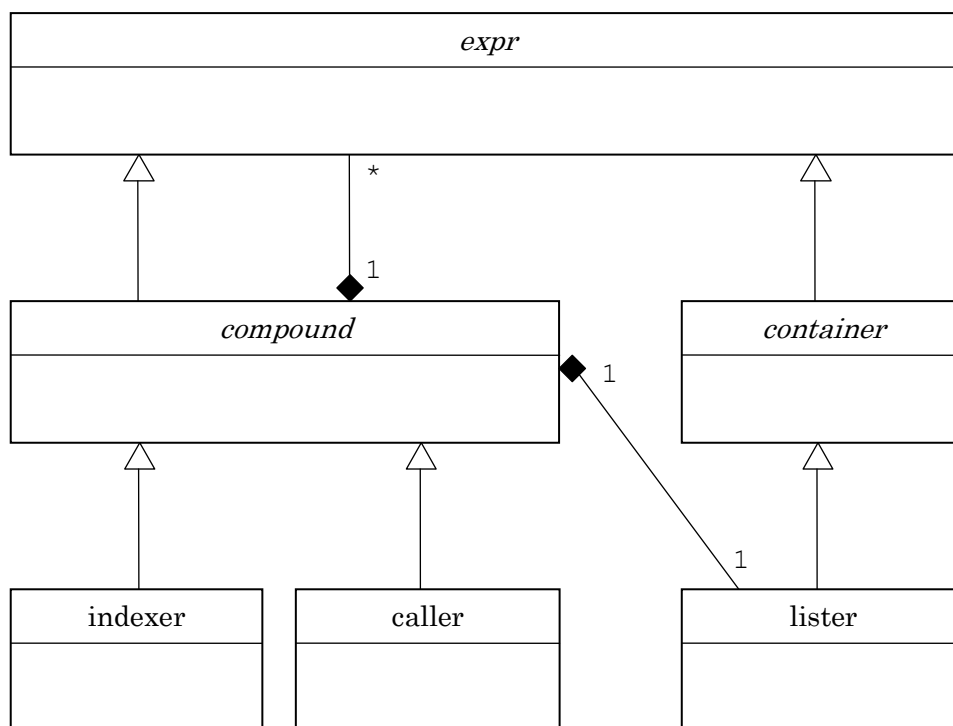 expr
*
1
compound
container
1
1
indexer
caller
lister